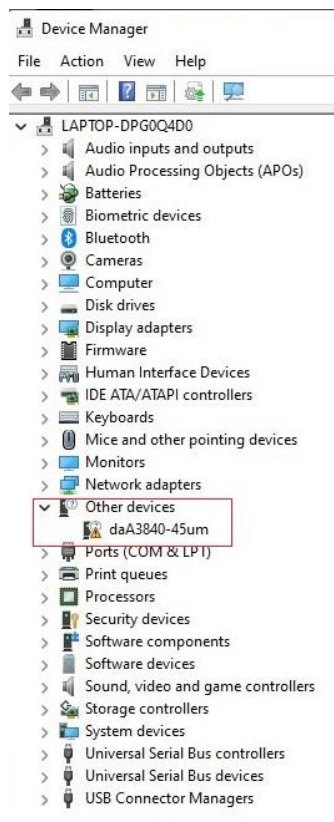 Device Manager
File Action View Help
LAPTOP-DPG0Q4D0
Audio inputs and outputs
Audio Processing Objects (APOs)
Batteries
Biometric devices
Bluetooth
Cameras
Computer
Disk drives
Display adapters
Firmware
Human Interface Devices
IDE ATA/ATAPI controllers
Keyboards
Mice and other pointing devices
Monitors
Network adapters
Other devices
daA3840-45um
Ports (COM & LPT)
Print queues
Processors
Security devices
Software components
Software devices
Sound, video and game controllers
Storage controllers
System devices
Universal Serial Bus controllers
Universal Serial Bus devices
USB Connector Managers